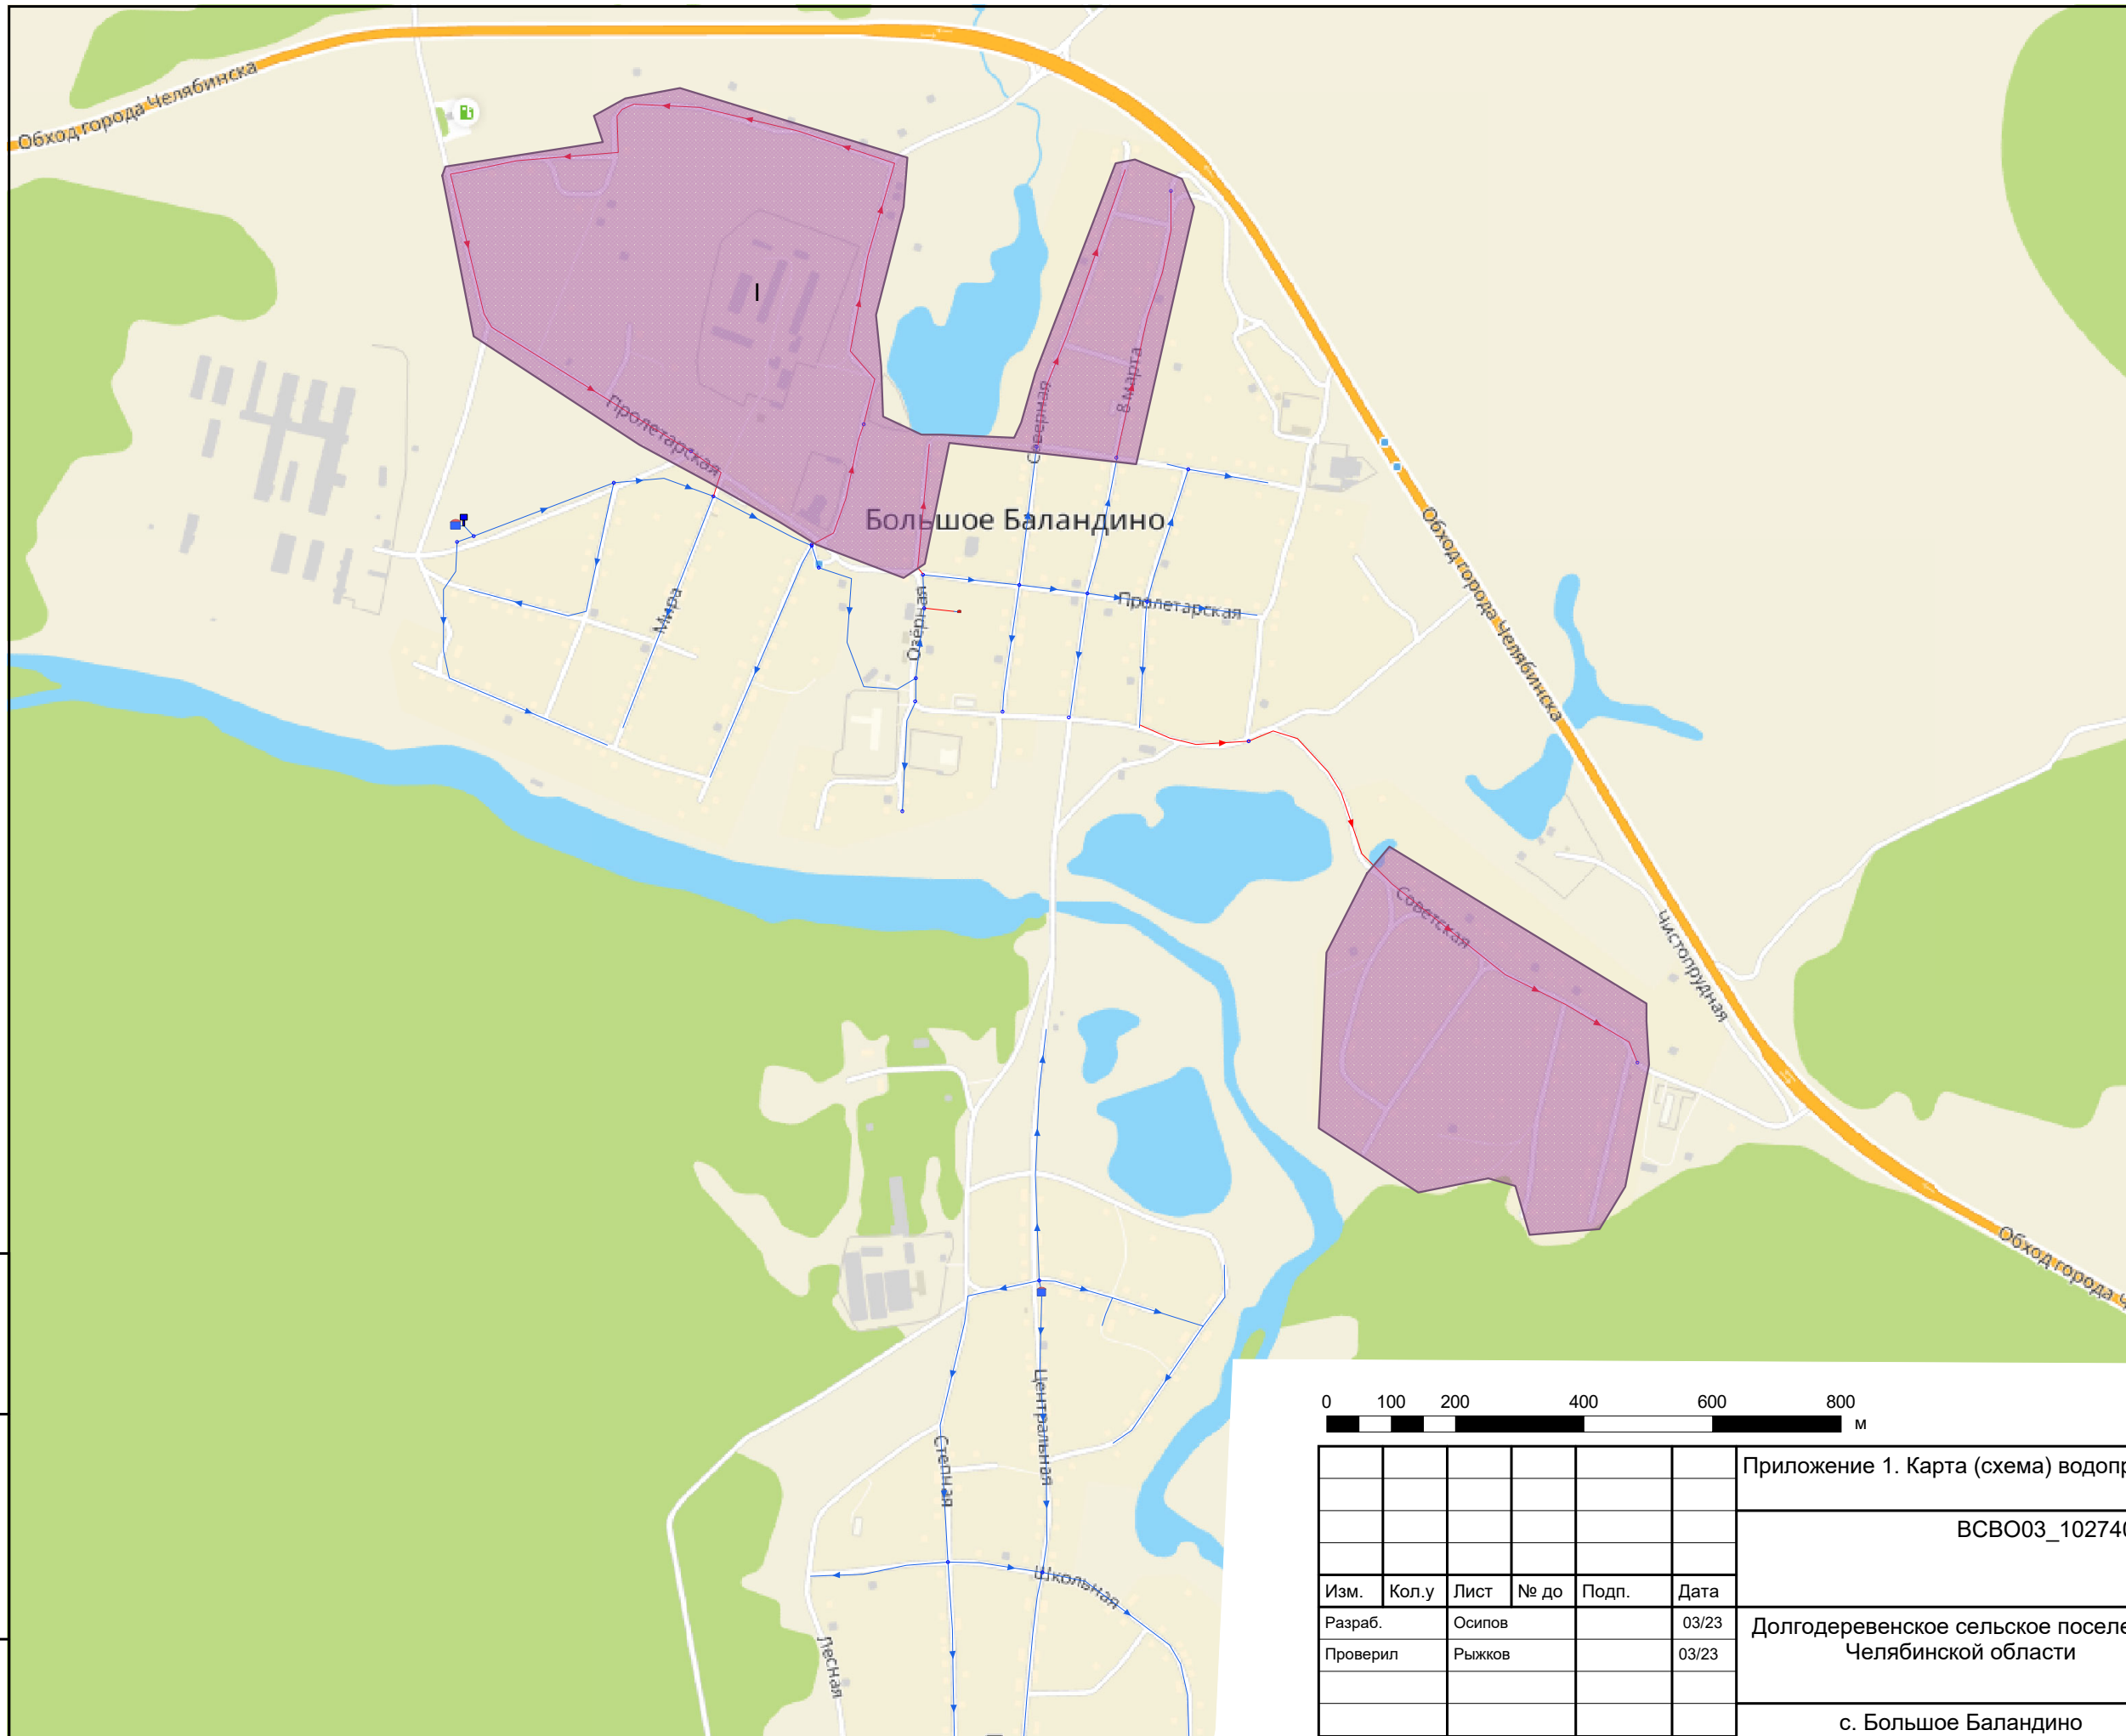 Обход города Челябинска
I
Северная
8 марта
Пролетарская
Большое Баландино
Обход города Челябинска
Мира
Озёрная
Пролетарская
Советская
Чистопрудная
Обход города Ч
Центральная
Степная
Школьная
Лесная
0 100 200 400 600 800
м
Приложение 1. Карта (схема) водопр
ВСВО03_102740
Изм. Кол.у Лист № до Подп. Дата
Разраб. Осипов 03/23
Проверил Рыжков 03/23
Долгодеревенское сельское поселе
Челябинской области
с. Большое Баландино